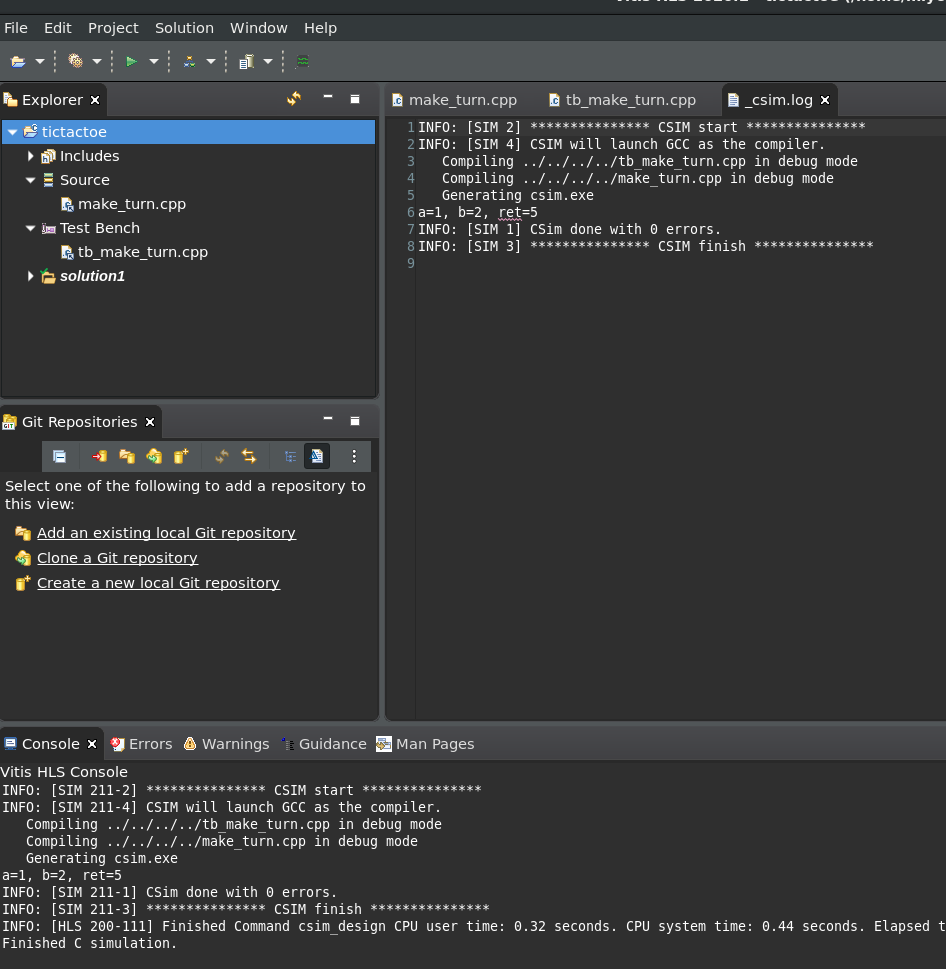 File Edit Project Solution Window Help
Explorer
tictactoe
Includes
Source
make_turn.cpp
Test Bench
tb_make_turn.cpp
solution1
make_turn.cpp tb_make_turn.cpp _csim.log
1 INFO: [SIM 2] *************** CSIM start ***************
2 INFO: [SIM 4] CSIM will launch GCC as the compiler.
3 Compiling ../../../../tb_make_turn.cpp in debug mode
4 Compiling ../../../../make_turn.cpp in debug mode
5 Generating csim.exe
6 a=1, b=2, ret=5
7 INFO: [SIM 1] CSim done with 0 errors.
8 INFO: [SIM 3] *************** CSIM finish ***************
9
Git Repositories
Select one of the following to add a repository to
this view:
Add an existing local Git repository
Clone a Git repository
Create a new local Git repository
Console Errors Warnings Guidance Man Pages
Vitis HLS Console
INFO: [SIM 211-2] *************** CSIM start ***************
INFO: [SIM 211-4] CSIM will launch GCC as the compiler.
Compiling ../../../../tb_make_turn.cpp in debug mode
Compiling ../../../../make_turn.cpp in debug mode
Generating csim.exe
a=1, b=2, ret=5
INFO: [SIM 211-1] CSim done with 0 errors.
INFO: [SIM 211-3] *************** CSIM finish ***************
INFO: [HLS 200-111] Finished Command csim_design CPU user time: 0.32 seconds. CPU system time: 0.44 seconds. Elapsed t
Finished C simulation.